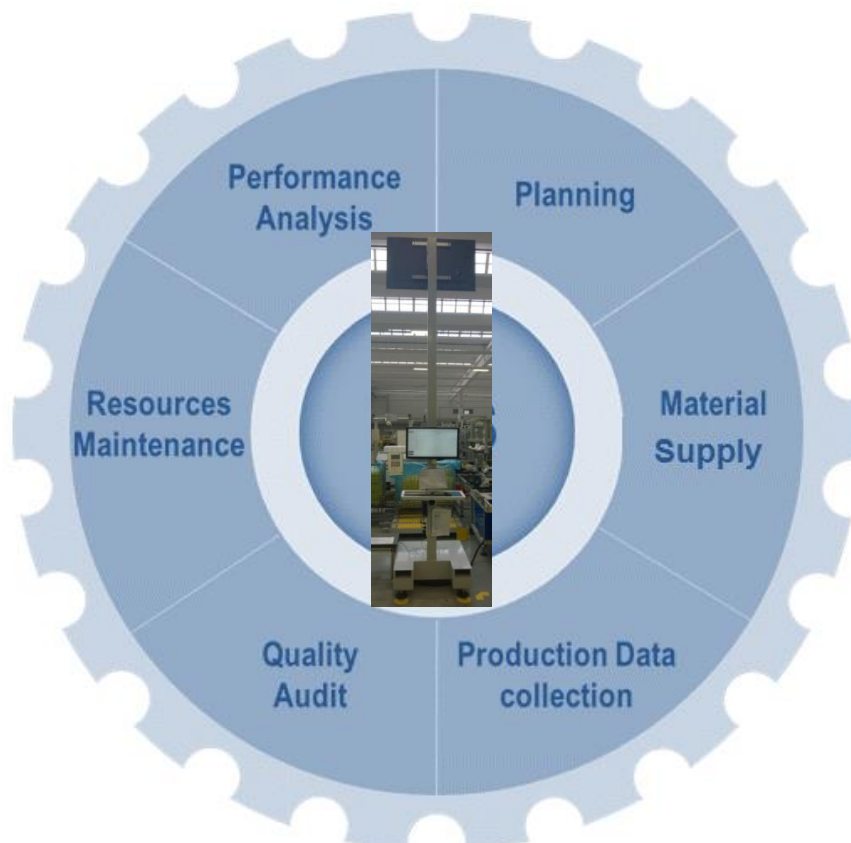 Performance
Analysis
Planning
Resources
Maintenance
Material
Supply
Quality
Audit
Production Data
collection